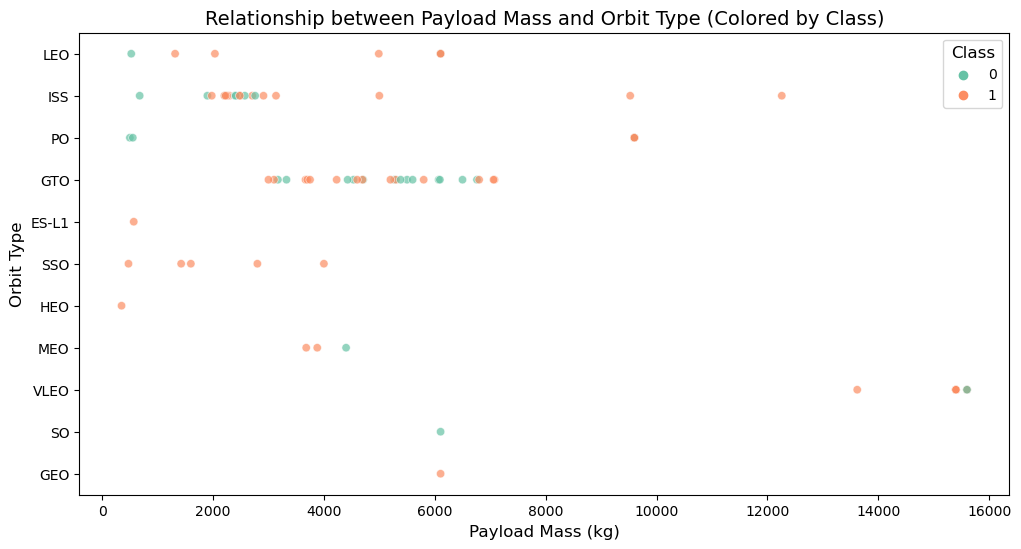 Relationship between Payload Mass and Orbit Type (Colored by Class)
Class
0
1
Orbit Type
LEO
ISS
PO
GTO
ES-L1
SSO
HEO
MEO
VLEO
SO
GEO
0 2000 4000 6000 8000 10000 12000 14000 16000
Payload Mass (kg)